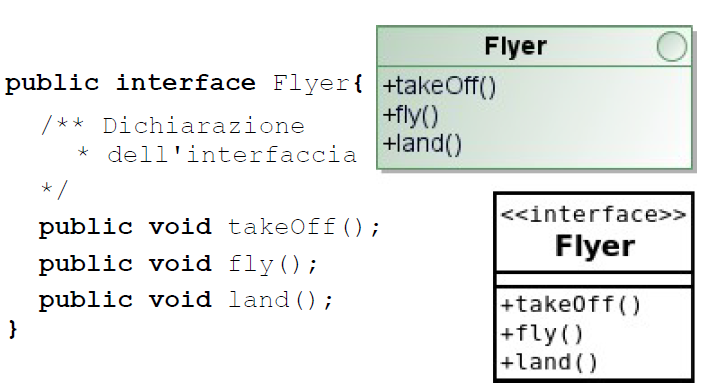 public interface Flyer{
/** Dichiarazione
* dell'interfaccia
*/
public void takeOff();
public void fly();
public void land();
}
Flyer
+takeOff()
+fly()
+land()
<<interface>>
Flyer
+takeOff()
+fly()
+land()